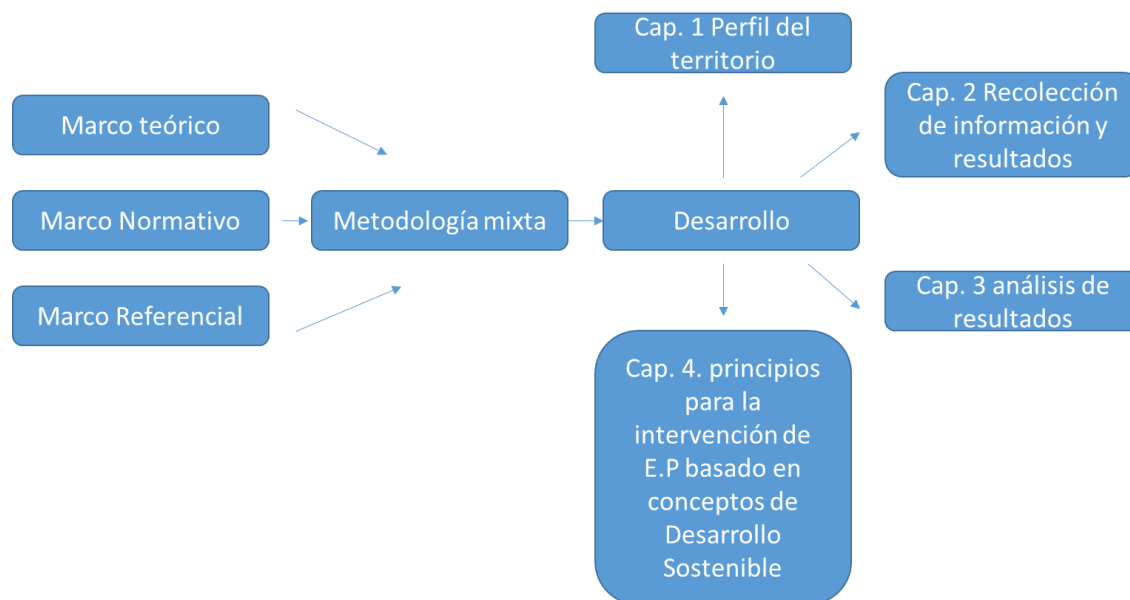 Cap. 1 Perfil del
territorio
Marco teórico
Cap. 2 Recolección
de información y
resultados
Marco Normativo
Metodología mixta
Desarrollo
Marco Referencial
Cap. 3 análisis de
resultados
Cap. 4. principios
para la
intervención de
E.P basado en
conceptos de
Desarrollo
Sostenible